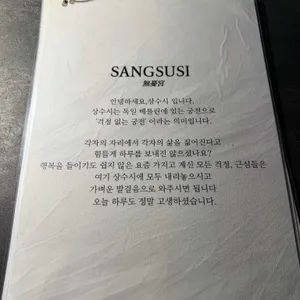 SANGSUSI
無憂宮
안녕하세요, 상수시 입니다.
상수시는 독일 베를린에 있는 궁전으로
'걱정 없는 궁전' 이라는 의미입니다.
각자의 자리에서 각자의 삶을 짊어진다고
힘들게 하루를 보내진 않으셨나요?
행복을 들이기도 쉽지 않은 요즘 가지고 계신 모든 걱정, 근심들은
여기 상수시에 모두 내려놓으시고
가벼운 발걸음으로 와주시면 됩니다
오늘 하루도 정말 고생하셨습니다.